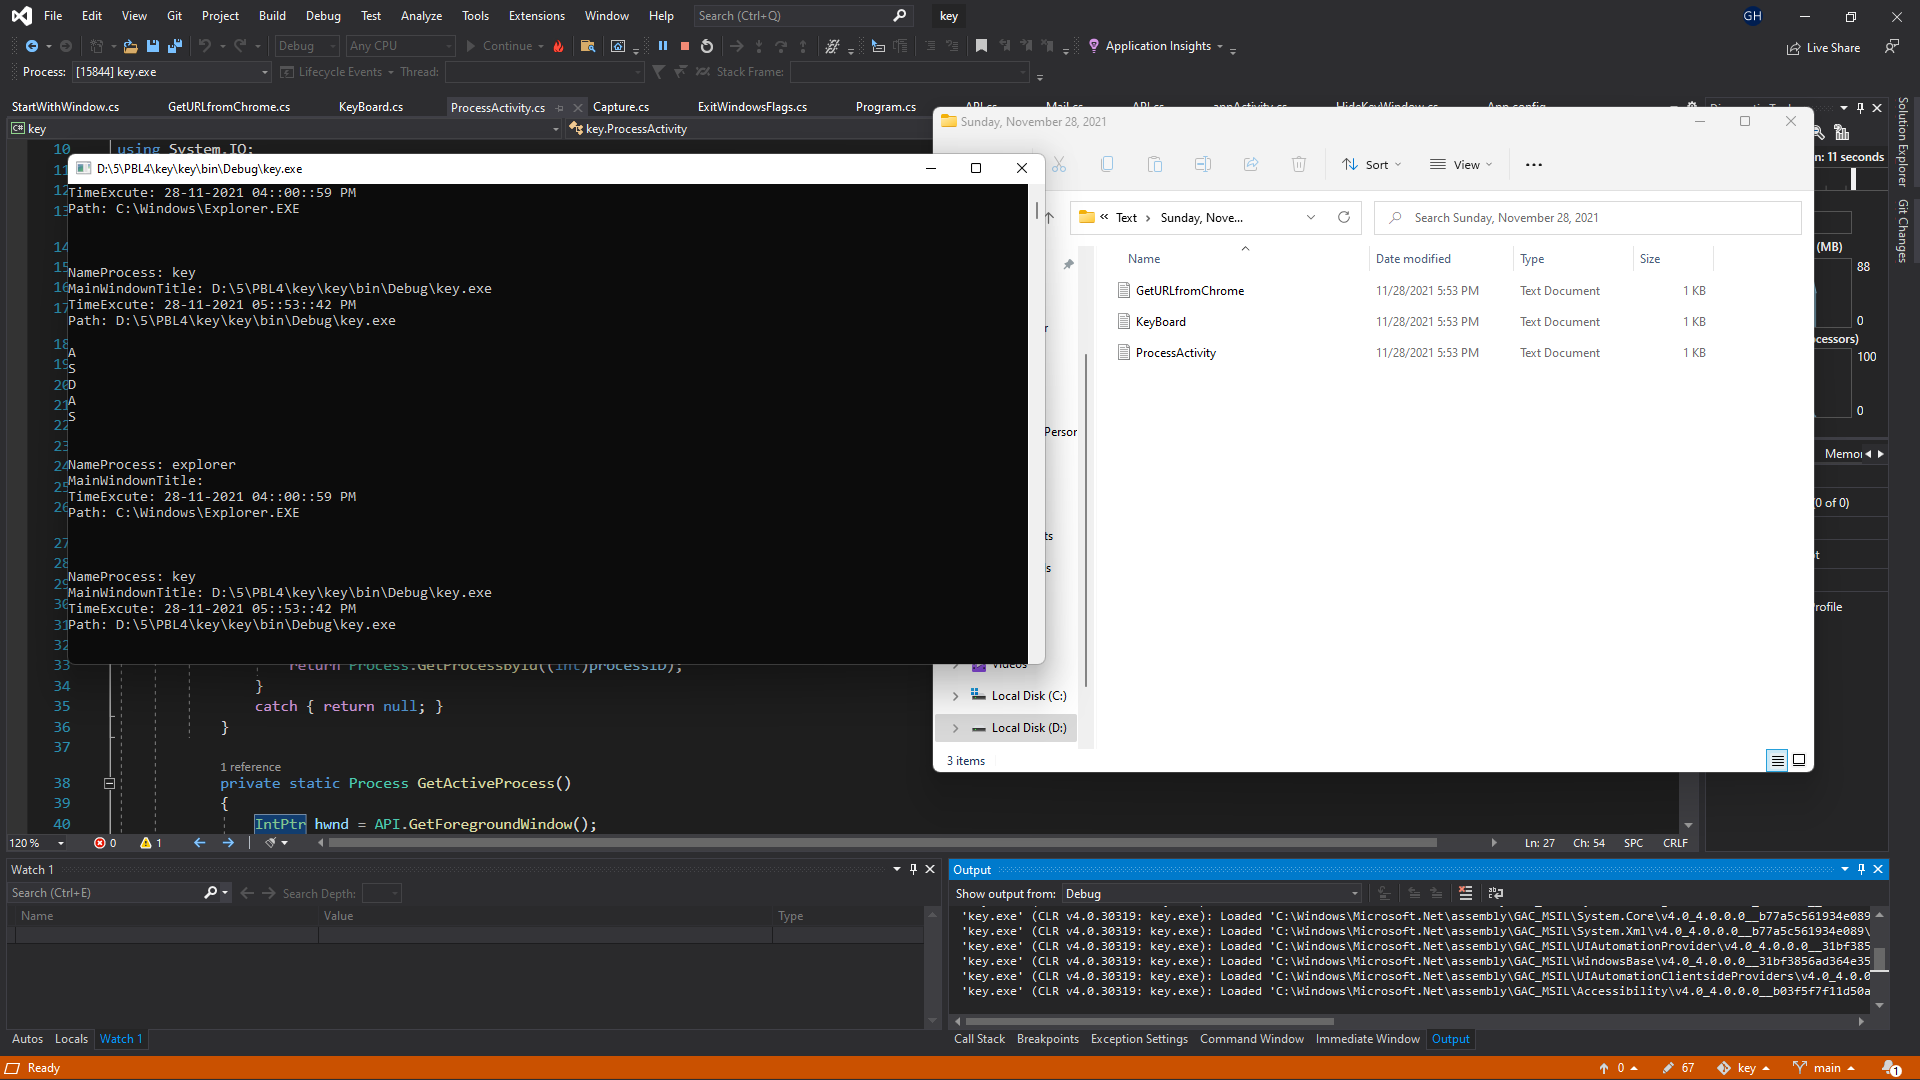 File Edit View Git Project Build Debug Test Analyze Tools Extensions Window Help Search (Ctrl+Q) key GH
Debug Any CPU Continue Application Insights Live Share
Process: [15844] key.exe Lifecycle Events Thread: Stack Frame:
StartWithWindow.cs GetURLfromChrome.cs KeyBoard.cs ProcessActivity.cs Capture.cs ExitWindowsFlags.cs Program.cs
key key.ProcessActivity
10 using System.IO;
D:\5\PBL4\key\key\bin\Debug\key.exe
TimeExcute: 28-11-2021 04::00::59 PM
Path: C:\Windows\Explorer.EXE
NameProcess: key
MainWindownTitle: D:\5\PBL4\key\key\bin\Debug\key.exe
TimeExcute: 28-11-2021 05::53::42 PM
Path: D:\5\PBL4\key\key\bin\Debug\key.exe
A
S
D
A
S
NameProcess: explorer
MainWindownTitle:
TimeExcute: 28-11-2021 04::00::59 PM
Path: C:\Windows\Explorer.EXE
NameProcess: key
MainWindownTitle: D:\5\PBL4\key\key\bin\Debug\key.exe
TimeExcute: 28-11-2021 05::53::42 PM
Path: D:\5\PBL4\key\key\bin\Debug\key.exe
33 return Process.GetProcessById((int)processID);
34 }
35 catch { return null; }
36 }
37
1 reference
38 private static Process GetActiveProcess()
39 {
40 IntPtr hwnd = API.GetForegroundWindow();
120 % 0 1 Ln: 27 Ch: 54 SPC CRLF
Sunday, November 28, 2021
Sort View
Text Sunday, Nove... Search Sunday, November 28, 2021
Name Date modified Type Size
GetURLfromChrome 11/28/2021 5:53 PM Text Document 1 KB
KeyBoard 11/28/2021 5:53 PM Text Document 1 KB
ProcessActivity 11/28/2021 5:53 PM Text Document 1 KB
Person
Videos
Local Disk (C:)
Local Disk (D:)
3 items
n: 11 seconds
(MB)
88
0
cessors)
100
0
Memor
(0 of 0)
rofile
Solution Explorer
Git Changes
Watch 1
Search (Ctrl+E) Search Depth:
Name Value Type
Autos Locals Watch 1
Output
Show output from: Debug
'key.exe' (CLR v4.0.30319: key.exe): Loaded 'C:\Windows\Microsoft.Net\assembly\GAC_MSIL\System.Core\v4.0_4.0.0.0__b77a5c561934e089
'key.exe' (CLR v4.0.30319: key.exe): Loaded 'C:\Windows\Microsoft.Net\assembly\GAC_MSIL\System.Xml\v4.0_4.0.0.0__b77a5c561934e089\
'key.exe' (CLR v4.0.30319: key.exe): Loaded 'C:\Windows\Microsoft.Net\assembly\GAC_MSIL\UIAutomationProvider\v4.0_4.0.0.0__31bf385
'key.exe' (CLR v4.0.30319: key.exe): Loaded 'C:\Windows\Microsoft.Net\assembly\GAC_MSIL\WindowsBase\v4.0_4.0.0.0__31bf3856ad364e35
'key.exe' (CLR v4.0.30319: key.exe): Loaded 'C:\Windows\Microsoft.Net\assembly\GAC_MSIL\UIAutomationClientsideProviders\v4.0_4.0.0
'key.exe' (CLR v4.0.30319: key.exe): Loaded 'C:\Windows\Microsoft.Net\assembly\GAC_MSIL\Accessibility\v4.0_4.0.0.0__b03f5f7f11d50a
Call Stack Breakpoints Exception Settings Command Window Immediate Window Output
Ready 0 67 key main 1